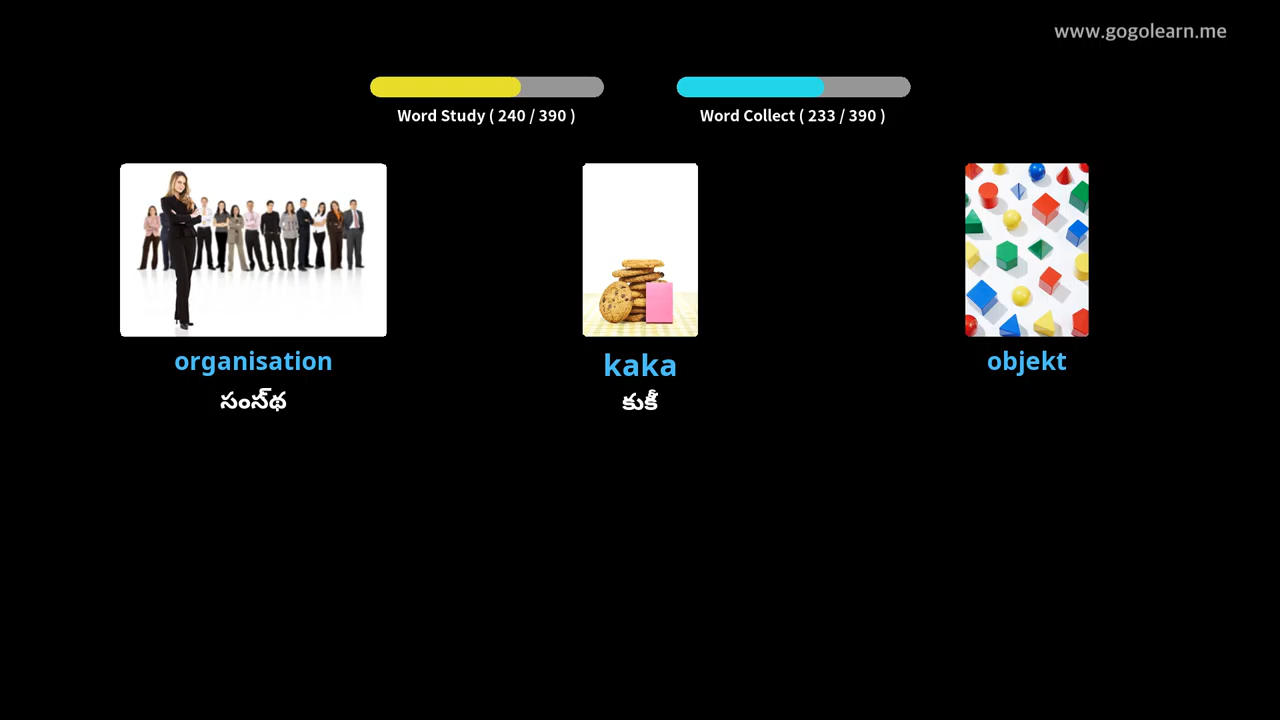 www.gogolearn.me
Word Study ( 240 / 390 )
Word Collect ( 233 / 390 )
organisation
kaka
objekt
సంస్థ
కుకీ